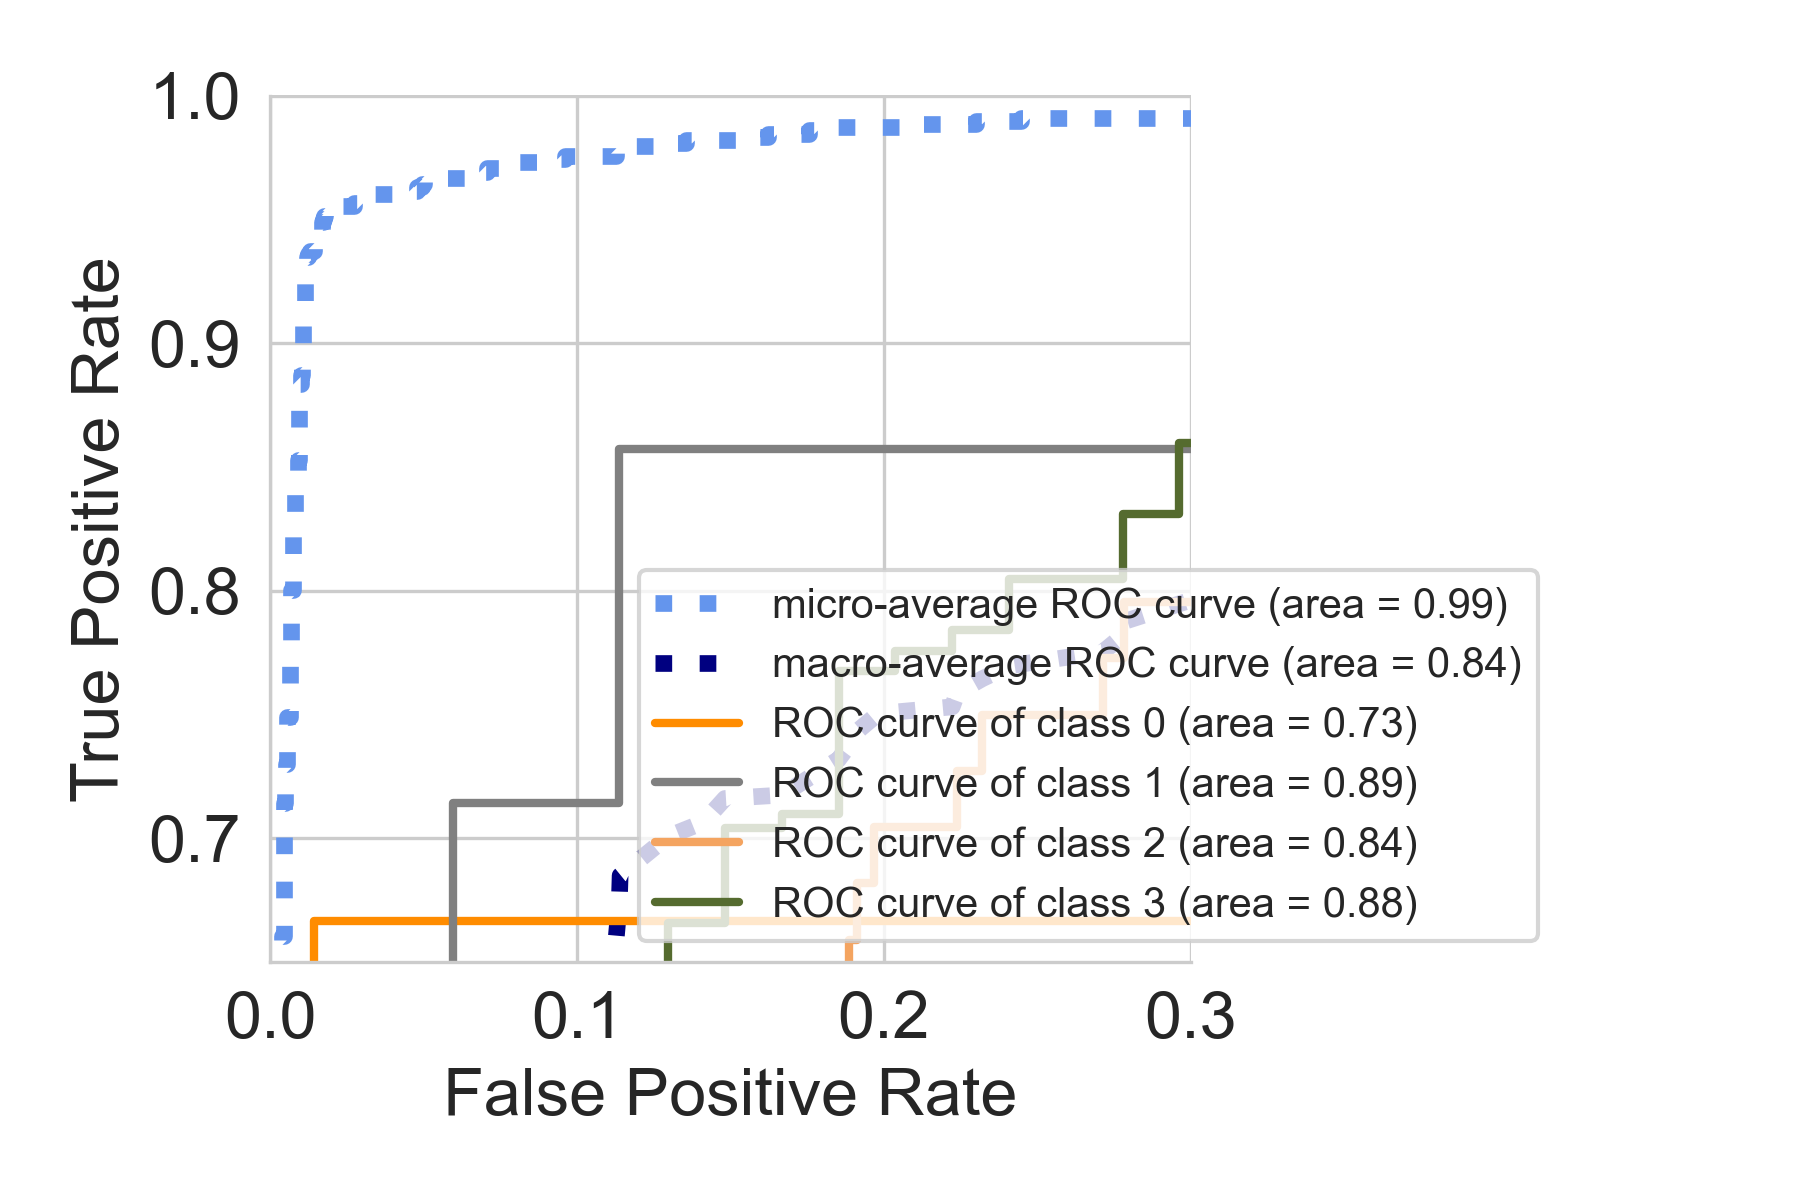 1.0
0.9
0.8
0.7
True Positive Rate
micro-average ROC curve (area = 0.99)
macro-average ROC curve (area = 0.84)
ROC curve of class 0 (area = 0.73)
ROC curve of class 1 (area = 0.89)
ROC curve of class 2 (area = 0.84)
ROC curve of class 3 (area = 0.88)
0.0 0.1 0.2 0.3
False Positive Rate